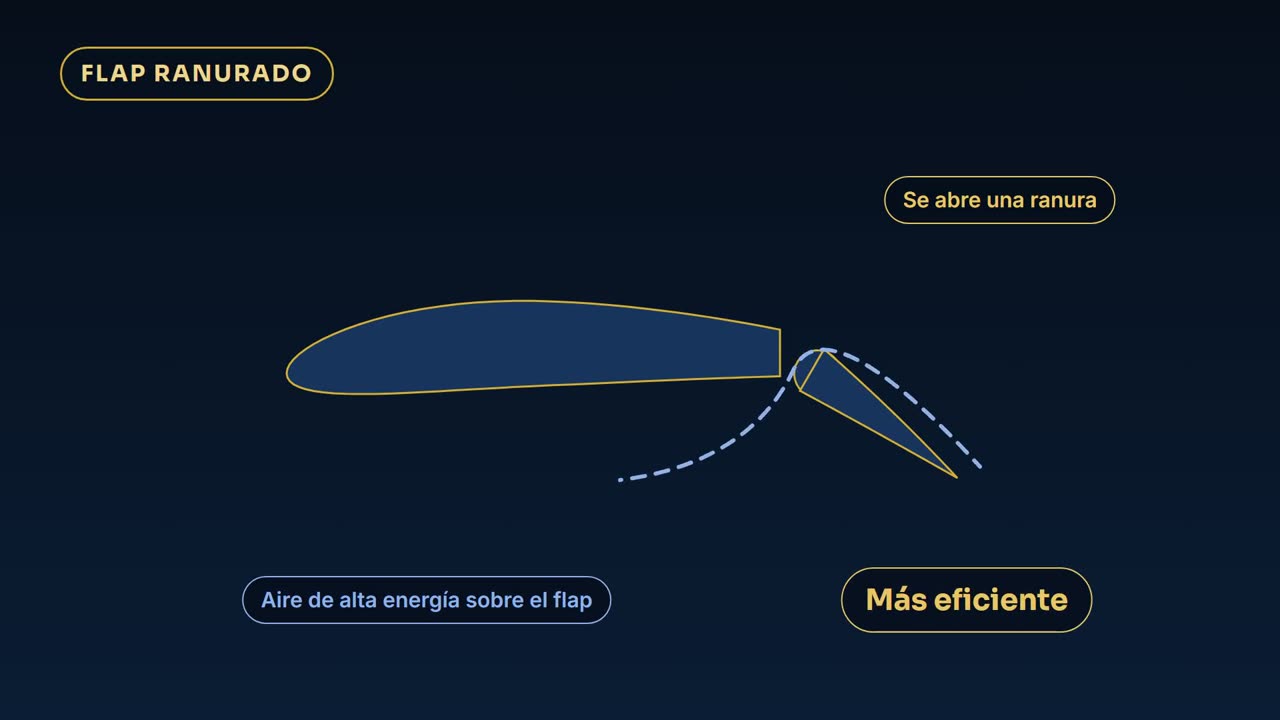 FLAP RANURADO
Se abre una ranura
Aire de alta energía sobre el flap
Más eficiente